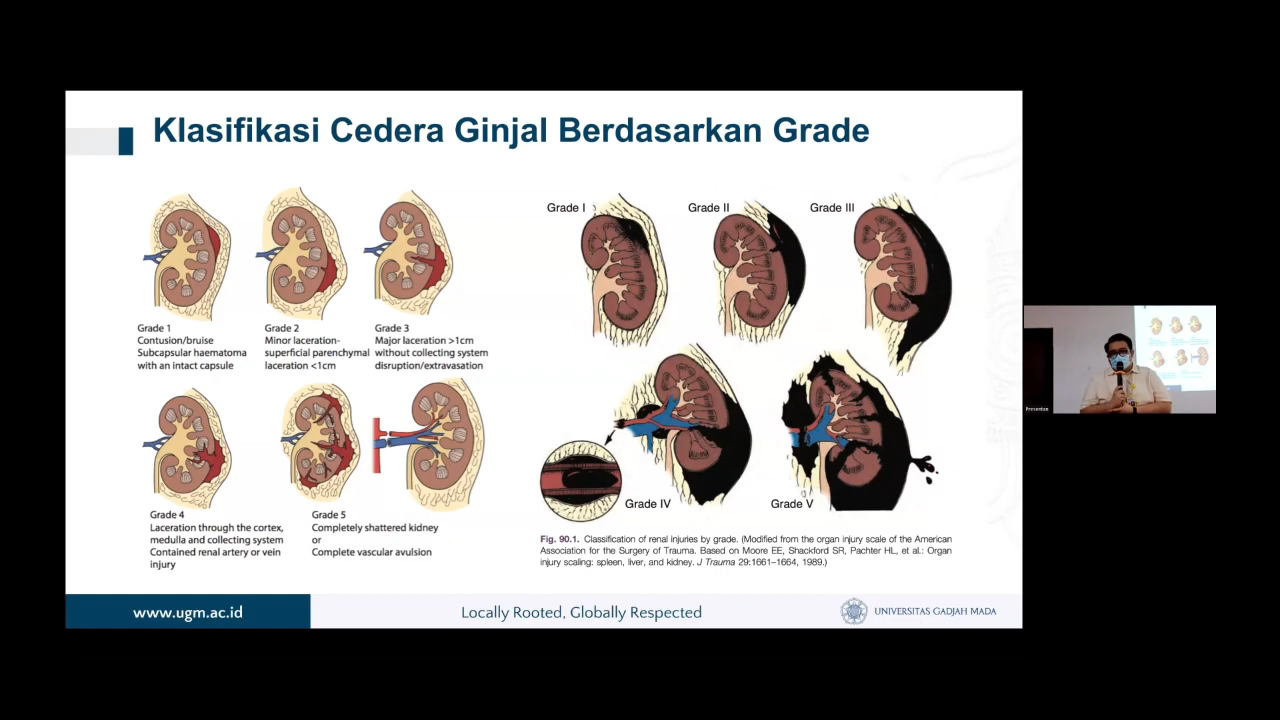 Klasifikasi Cedera Ginjal Berdasarkan Grade
Grade 1
Contusion/bruise
Subcapsular haematoma
with an intact capsule
Grade 2
Minor laceration-
superficial parenchymal
laceration <1cm
Grade 3
Major laceration >1cm
without collecting system
disruption/extravasation
Grade 4
Laceration through the cortex,
medulla and collecting system
Contained renal artery or vein
injury
Grade 5
Completely shattered kidney
or
Complete vascular avulsion
Grade I
Grade II
Grade III
Grade IV
Grade V
Fig. 90.1. Classification of renal injuries by grade. (Modified from the organ injury scale of the American
Association for the Surgery of Trauma. Based on Moore EE, Shackford SR, Pachter HL, et al.: Organ
injury scaling: spleen, liver, and kidney. J Trauma 29:1661–1664, 1989.)
www.ugm.ac.id
Locally Rooted, Globally Respected
UNIVERSITAS GADJAH MADA